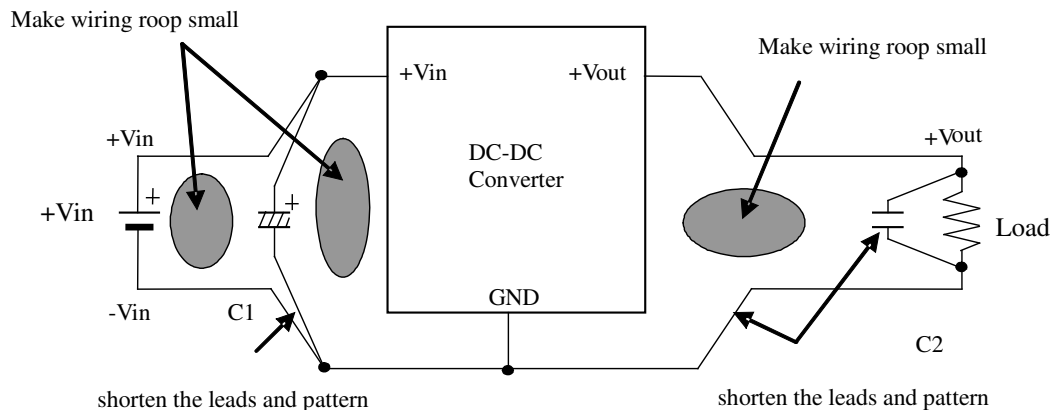 Make wiring roop small
Make wiring roop small
+Vin
+Vout
+Vin
+Vout
DC-DC
Converter
+
+
+Vin
Load
GND
-Vin
C1
C2
shorten the leads and pattern
shorten the leads and pattern